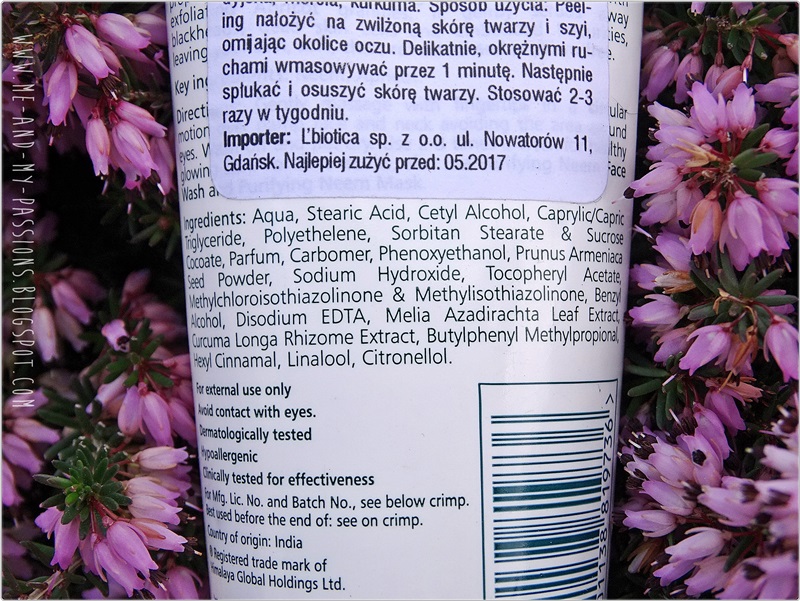 morela, kurkuma. Sposób użycia: Peel-
ing nałożyć na zwilżoną skórę twarzy i szyi,
omijając okolice oczu. Delikatnie, okrężnymi ru-
chami wmasowywać przez 1 minutę. Następnie
spłukać i osuszyć skórę twarzy. Stosować 2-3
razy w tygodniu.
Importer: Ľbiotica sp. z o.o. ul. Nowatorów 11,
Gdańsk. Najlepiej zużyć przed: 05.2017
Wash and Purifying Neem Mask.
Ingredients: Aqua, Stearic Acid, Cetyl Alcohol, Caprylic/Capric
Triglyceride, Polyethelene, Sorbitan Stearate & Sucrose
Cocoate, Parfum, Carbomer, Phenoxyethanol, Prunus Armeniaca
Seed Powder, Sodium Hydroxide, Tocopheryl Acetate,
Methylchloroisothiazolinone & Methylisothiazolinone, Benzyl
Alcohol, Disodium EDTA, Melia Azadirachta Leaf Extract,
Curcuma Longa Rhizome Extract, Butylphenyl Methylpropional,
Hexyl Cinnamal, Linalool, Citronellol.
For external use only
Avoid contact with eyes.
Dermatologically tested
Hypoallergenic
Clinically tested for effectiveness
For Mfg. Lic. No. and Batch No., see below crimp.
Best used before the end of: see on crimp.
Country of origin: India
® Registered trade mark of
Himalaya Global Holdings Ltd.
WWW.ME-AND-MY-PASSIONS.BLOGSPOT.COM